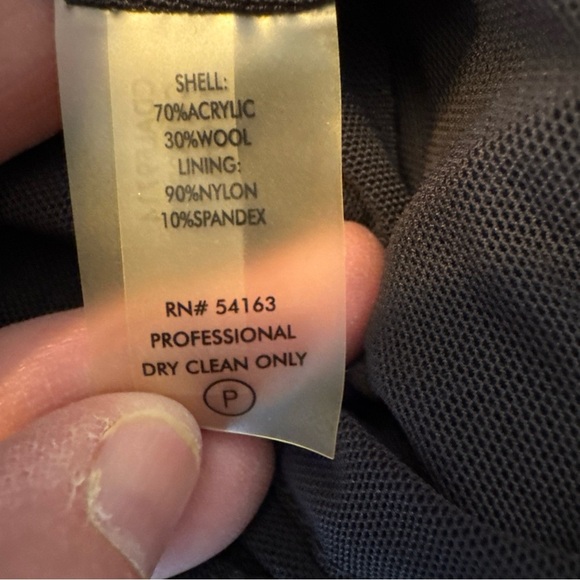 SHELL:
70%ACRYLIC
30%WOOL
LINING:
90%NYLON
10%SPANDEX
RN# 54163
PROFESSIONAL
DRY CLEAN ONLY
P